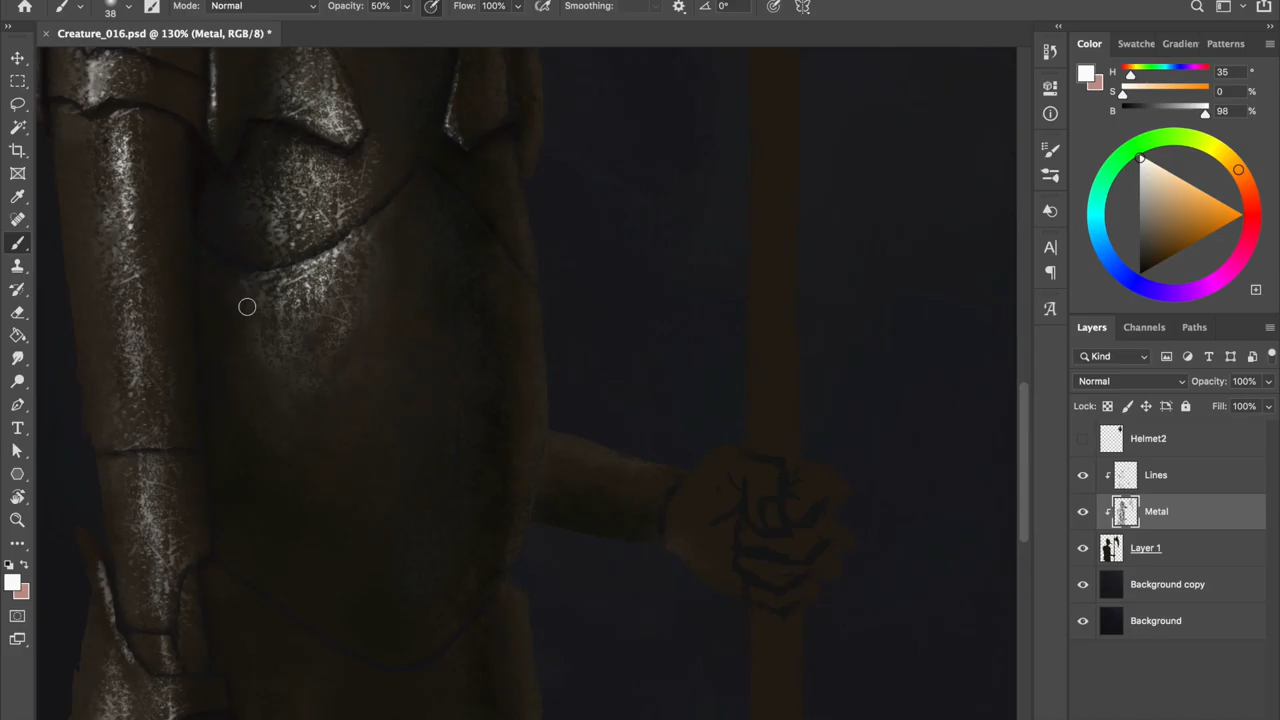 38 Mode: Normal Opacity: 50% Flow: 100% Smoothing: 0°
× Creature_016.psd @ 130% (Metal, RGB/8) *
Color Swatche Gradien Patterns
H 35 °
S 0 %
B 98 %
Layers Channels Paths
Kind
Normal Opacity: 100%
Lock: Fill: 100%
Helmet2
Lines
Metal
Layer 1
Background copy
Background